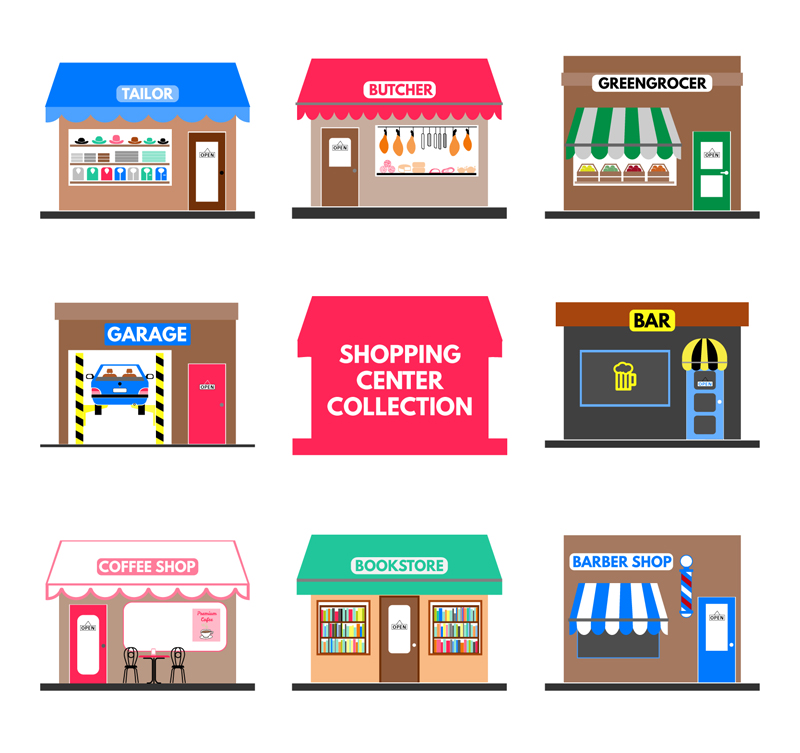 TAILOR
OPEN
BUTCHER
OPEN
GREENGROCER
OPEN
GARAGE
OPEN
SHOPPING
CENTER
COLLECTION
BAR
OPEN
COFFEE SHOP
OPEN
Premium
Coffee
BOOKSTORE
OPEN
BARBER SHOP
OPEN